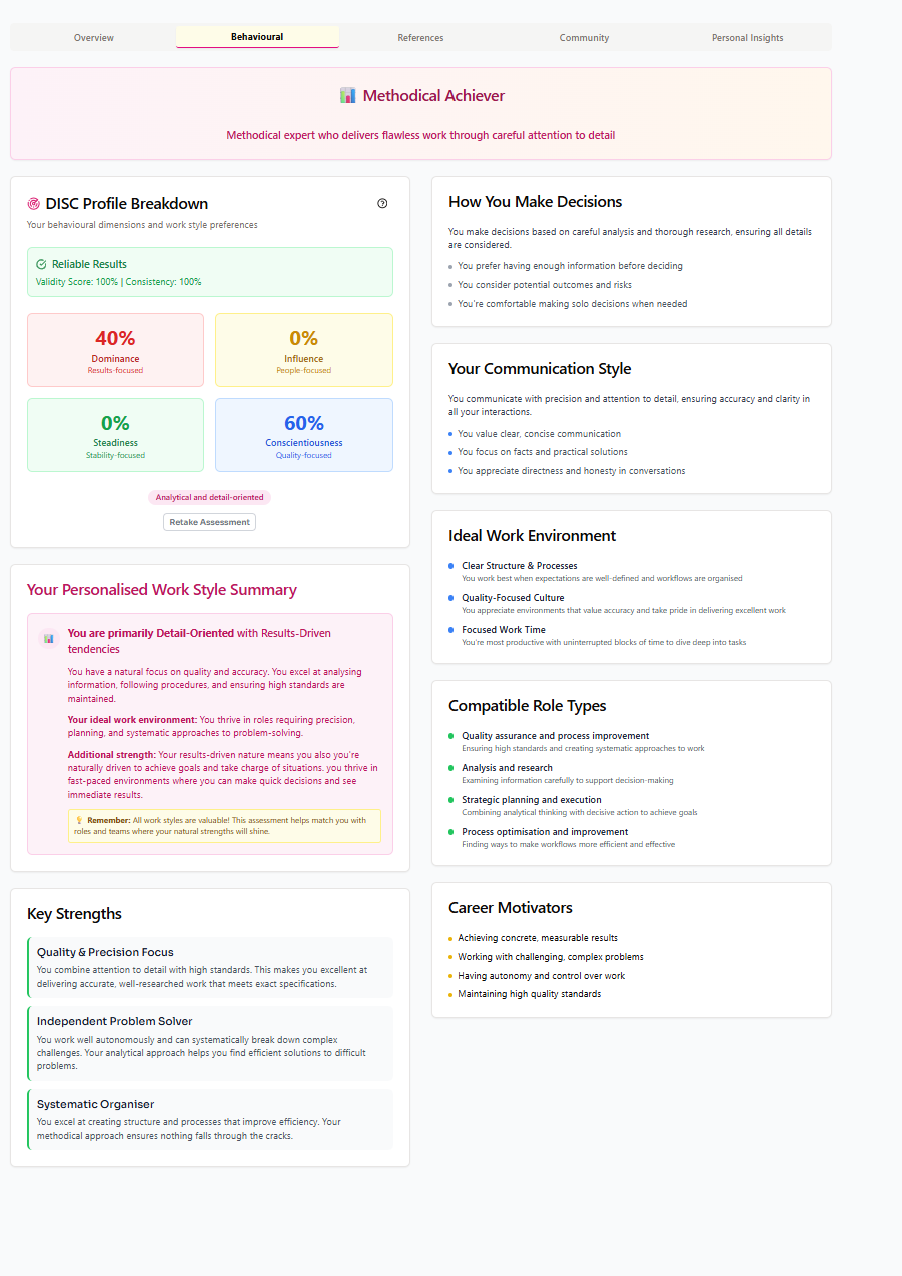 Overview
Behavioural
References
Community
Personal Insights
Methodical Achiever
Methodical expert who delivers flawless work through careful attention to detail
DISC Profile Breakdown
Your behavioural dimensions and work style preferences
Reliable Results
Validity Score: 100% | Consistency: 100%
40%
Dominance
Results-focused
0%
Influence
People-focused
0%
Steadiness
Stability-focused
60%
Conscientiousness
Quality-focused
Analytical and detail-oriented
Retake Assessment
Your Personalised Work Style Summary
You are primarily Detail-Oriented with Results-Driven
tendencies
You have a natural focus on quality and accuracy. You excel at analysing
information, following procedures, and ensuring high standards are
maintained.
Your ideal work environment: You thrive in roles requiring precision,
planning, and systematic approaches to problem-solving.
Additional strength: Your results-driven nature means you also you're
naturally driven to achieve goals and take charge of situations, you thrive in
fast-paced environments where you can make quick decisions and see
immediate results.
Remember: All work styles are valuable! This assessment helps match you with
roles and teams where your natural strengths will shine.
Key Strengths
Quality & Precision Focus
You combine attention to detail with high standards. This makes you excellent at
delivering accurate, well-researched work that meets exact specifications.
Independent Problem Solver
You work well autonomously and can systematically break down complex
challenges. Your analytical approach helps you find efficient solutions to difficult
problems.
Systematic Organiser
You excel at creating structure and processes that improve efficiency. Your
methodical approach ensures nothing falls through the cracks.
How You Make Decisions
You make decisions based on careful analysis and thorough research, ensuring all details
are considered.
You prefer having enough information before deciding
You consider potential outcomes and risks
You're comfortable making solo decisions when needed
Your Communication Style
You communicate with precision and attention to detail, ensuring accuracy and clarity in
all your interactions.
You value clear, concise communication
You focus on facts and practical solutions
You appreciate directness and honesty in conversations
Ideal Work Environment
Clear Structure & Processes
You work best when expectations are well-defined and workflows are organised
Quality-Focused Culture
You appreciate environments that value accuracy and take pride in delivering excellent work
Focused Work Time
You're most productive with uninterrupted blocks of time to dive deep into tasks
Compatible Role Types
Quality assurance and process improvement
Ensuring high standards and creating systematic approaches to work
Analysis and research
Examining information carefully to support decision-making
Strategic planning and execution
Combining analytical thinking with decisive action to achieve goals
Process optimisation and improvement
Finding ways to make workflows more efficient and effective
Career Motivators
Achieving concrete, measurable results
Working with challenging, complex problems
Having autonomy and control over work
Maintaining high quality standards